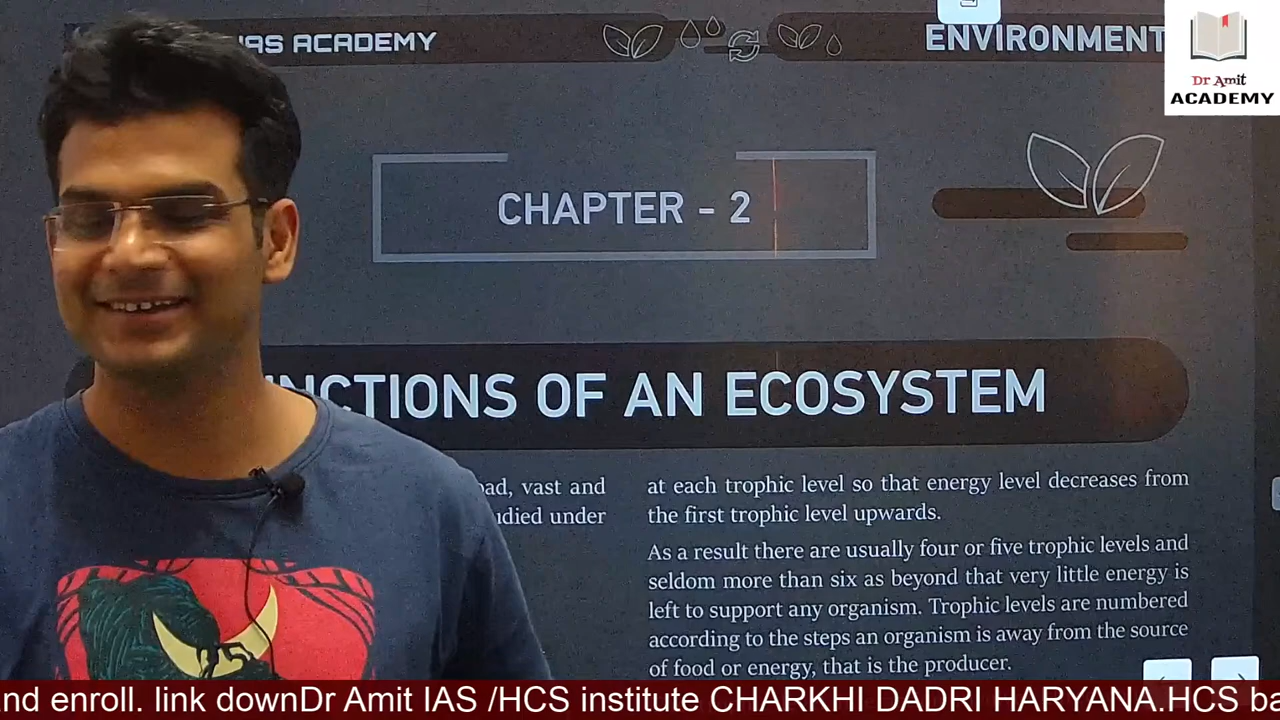 IAS ACADEMY
ENVIRONMENT
Dr Amit
ACADEMY
CHAPTER - 2
NCTIONS OF AN ECOSYSTEM
ad, vast and
udied under
at each trophic level so that energy level decreases from
the first trophic level upwards.
As a result there are usually four or five trophic levels and
seldom more than six as beyond that very little energy is
left to support any organism. Trophic levels are numbered
according to the steps an organism is away from the source
of food or energy, that is the producer.
nd enroll. link downDr Amit IAS /HCS institute CHARKHI DADRI HARYANA.HCS ba